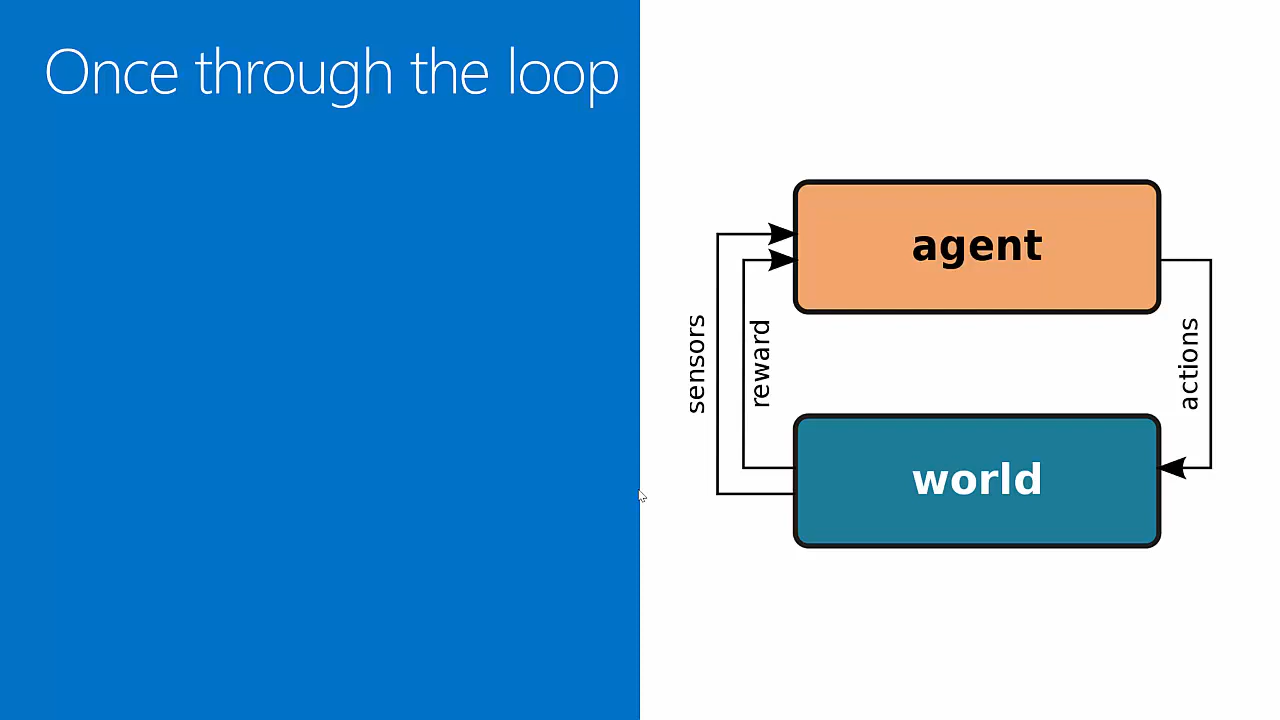 Once through the loop
agent
sensors
reward
actions
world